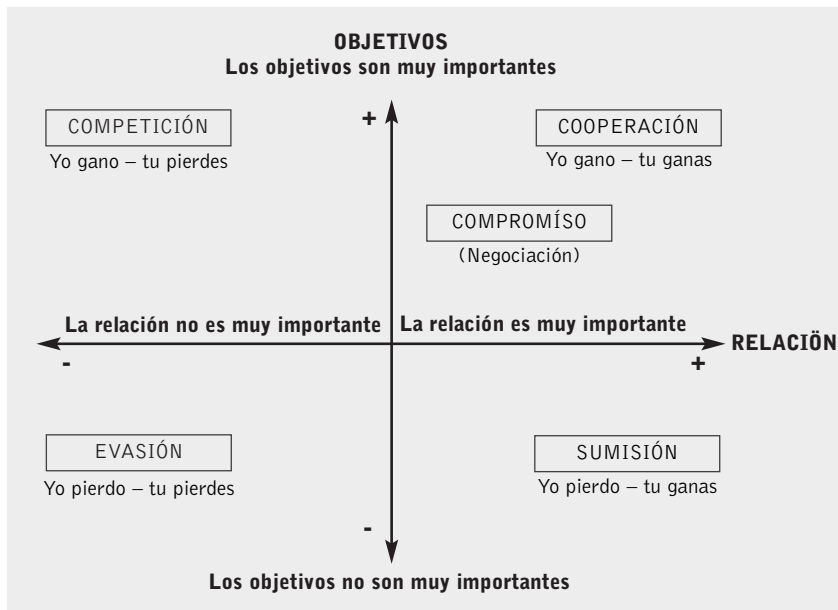 OBJETIVOS
Los objetivos son muy importantes
+
COMPETICIÓN
Yo gano – tu pierdes
COOPERACIÓN
Yo gano – tu ganas
COMPROMÍSO
(Negociación)
La relación no es muy importante
La relación es muy importante
RELACIÖN
-
+
EVASIÓN
Yo pierdo – tu pierdes
SUMISIÓN
Yo pierdo – tu ganas
-
Los objetivos no son muy importantes